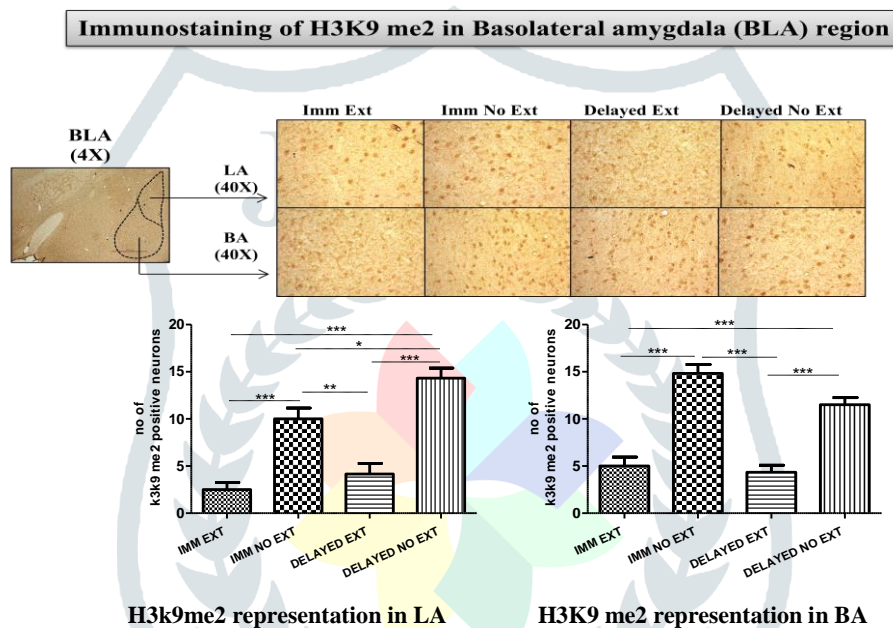 Immunostaining of H3K9 me2 in Basolateral amygdala (BLA) region
Imm Ext
Imm No Ext
Delayed Ext
Delayed No Ext
BLA
(4X)
LA
(40X)
BA
(40X)
no of
k3k9 me2 positive neurons
20
15
10
5
0
***
*
***
***
**
IMM EXT
IMM NO EXT
DELAYED EXT
DELAYED NO EXT
H3k9me2 representation in LA
no of
k3k9 me2 positive neurons
20
15
10
5
0
***
***
***
***
IMM EXT
IMM NO EXT
DELAYED EXT
DELAYED NO EXT
H3K9 me2 representation in BA